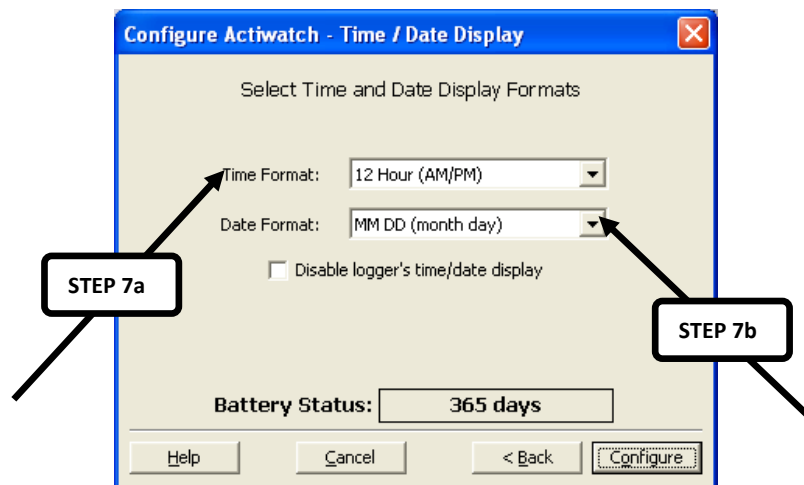 Configure Actiwatch - Time / Date Display
Select Time and Date Display Formats
Time Format: 12 Hour (AM/PM)
Date Format: MM DD (month day)
Disable logger's time/date display
STEP 7a
STEP 7b
Battery Status: 365 days
Help Cancel < Back Configure